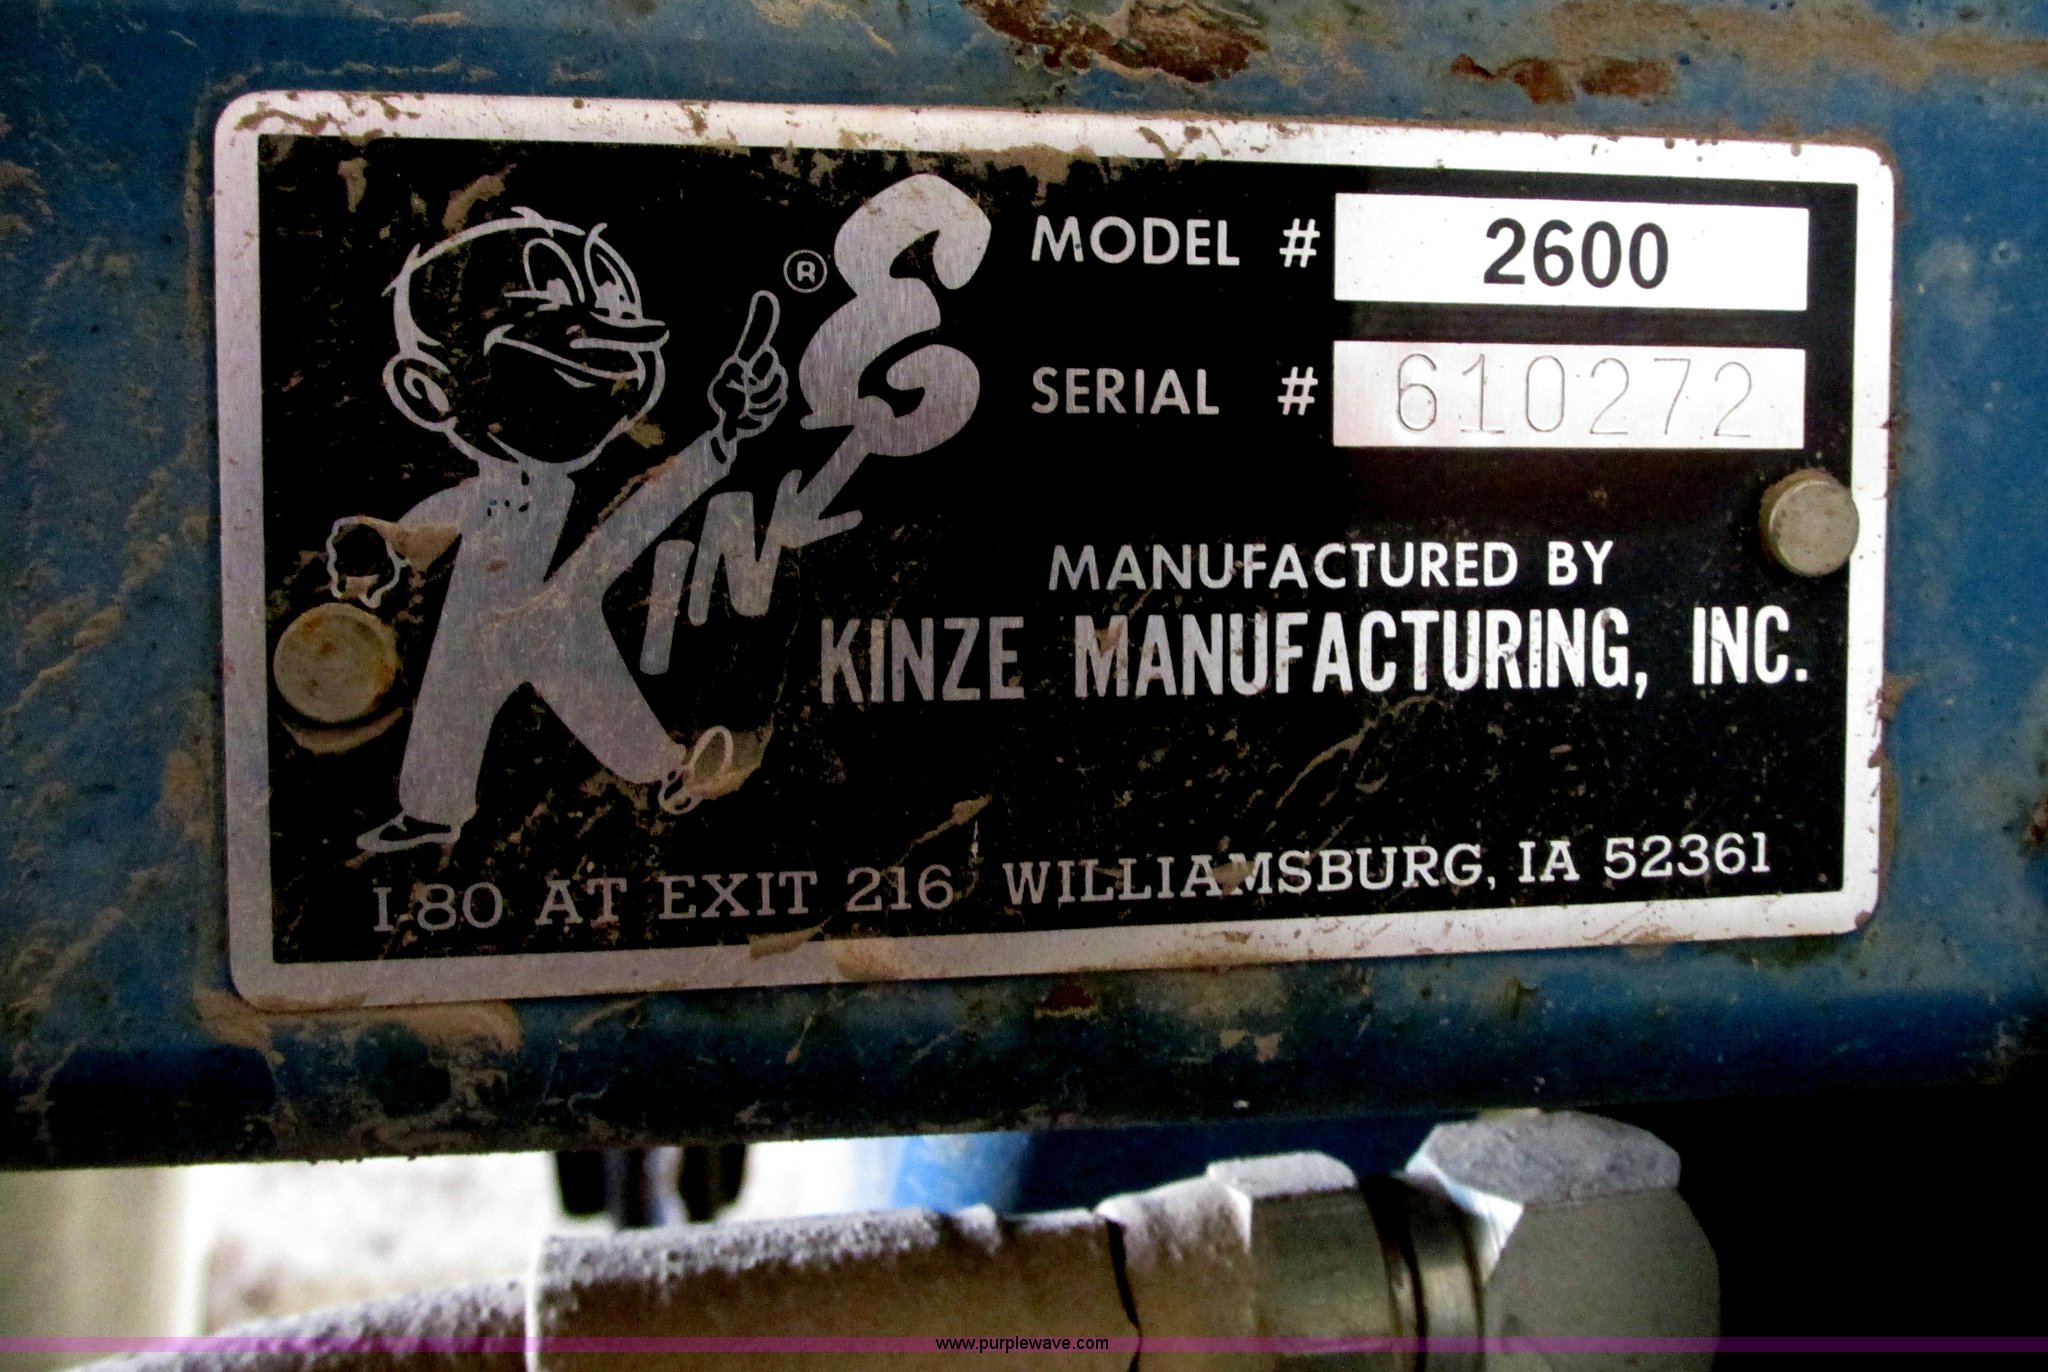 KINZE
®
MODEL # 2600
SERIAL # 610272
MANUFACTURED BY
KINZE MANUFACTURING, INC.
I-80 AT EXIT 216 WILLIAMSBURG, IA 52361
www.purplewave.com